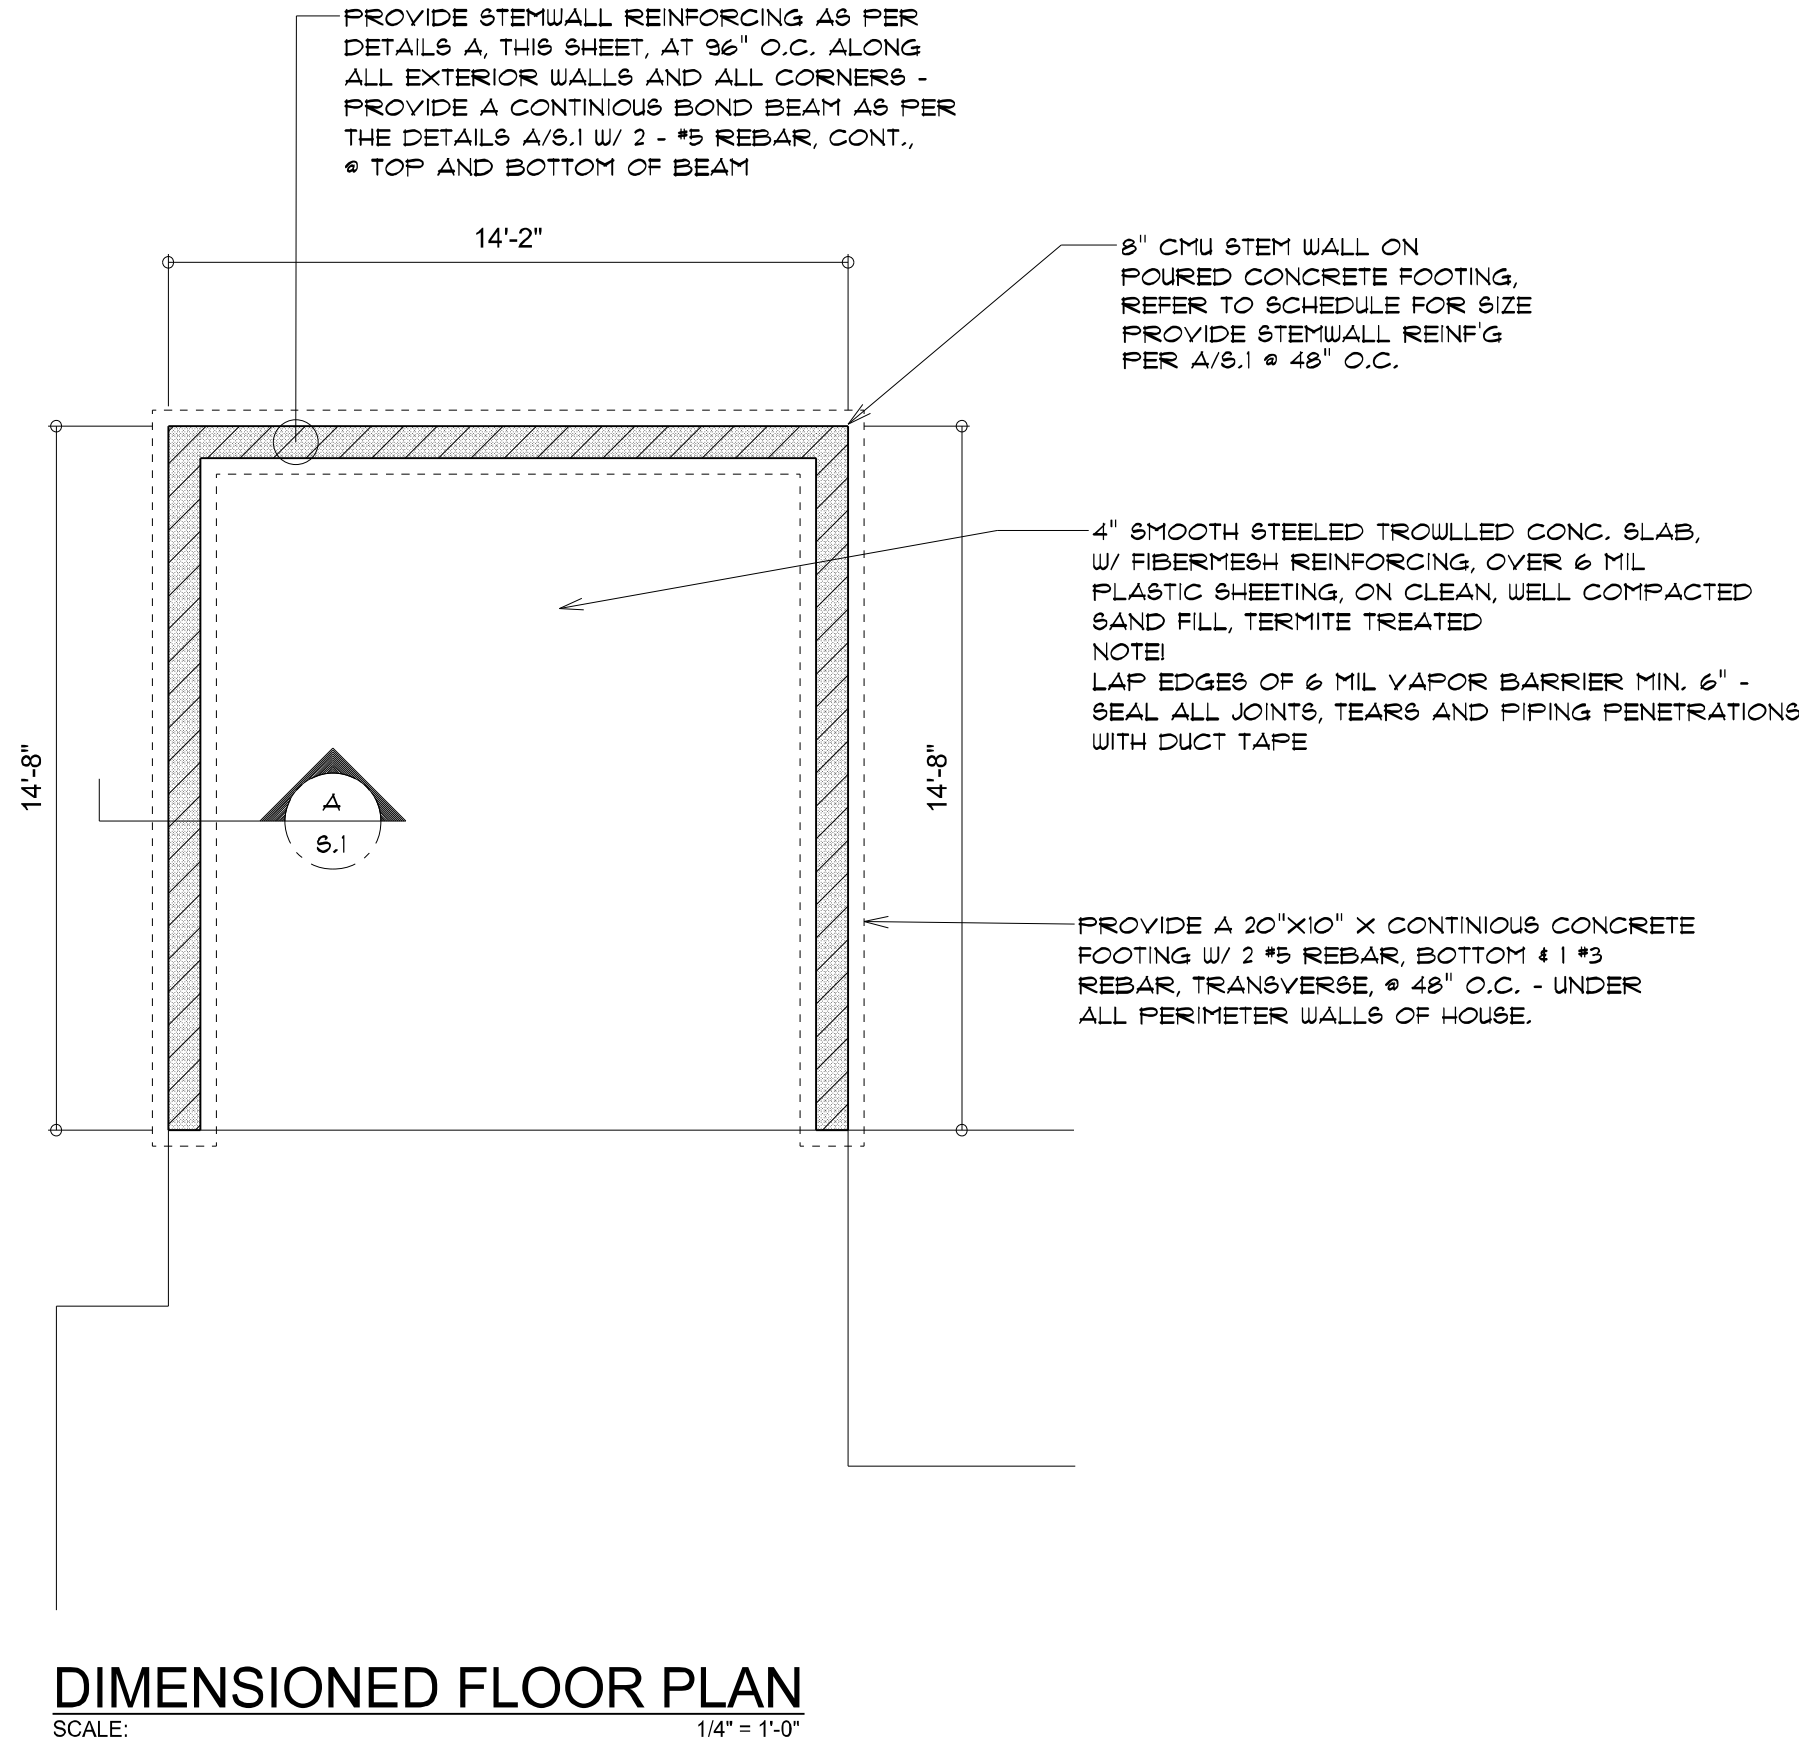 PROVIDE STEMWALL REINFORCING AS PER
DETAILS A, THIS SHEET, AT 96" O.C. ALONG
ALL EXTERIOR WALLS AND ALL CORNERS -
PROVIDE A CONTINIOUS BOND BEAM AS PER
THE DETAILS A/S.1 W/ 2 - #5 REBAR, CONT.,
@ TOP AND BOTTOM OF BEAM
14'-2"
8" CMU STEM WALL ON
POURED CONCRETE FOOTING,
REFER TO SCHEDULE FOR SIZE
PROVIDE STEMWALL REINF'G
PER A/S.1 @ 48" O.C.
4" SMOOTH STEELED TROWLLED CONC. SLAB,
W/ FIBERMESH REINFORCING, OVER 6 MIL
PLASTIC SHEETING, ON CLEAN, WELL COMPACTED
SAND FILL, TERMITE TREATED
NOTE!
LAP EDGES OF 6 MIL VAPOR BARRIER MIN. 6" -
SEAL ALL JOINTS, TEARS AND PIPING PENETRATIONS
WITH DUCT TAPE
14'-8"
A
S.1
14'-8"
PROVIDE A 20"X10" X CONTINIOUS CONCRETE
FOOTING W/ 2 #5 REBAR, BOTTOM & 1 #3
REBAR, TRANSVERSE, @ 48" O.C. - UNDER
ALL PERIMETER WALLS OF HOUSE.
DIMENSIONED FLOOR PLAN
SCALE: 1/4" = 1'-0"